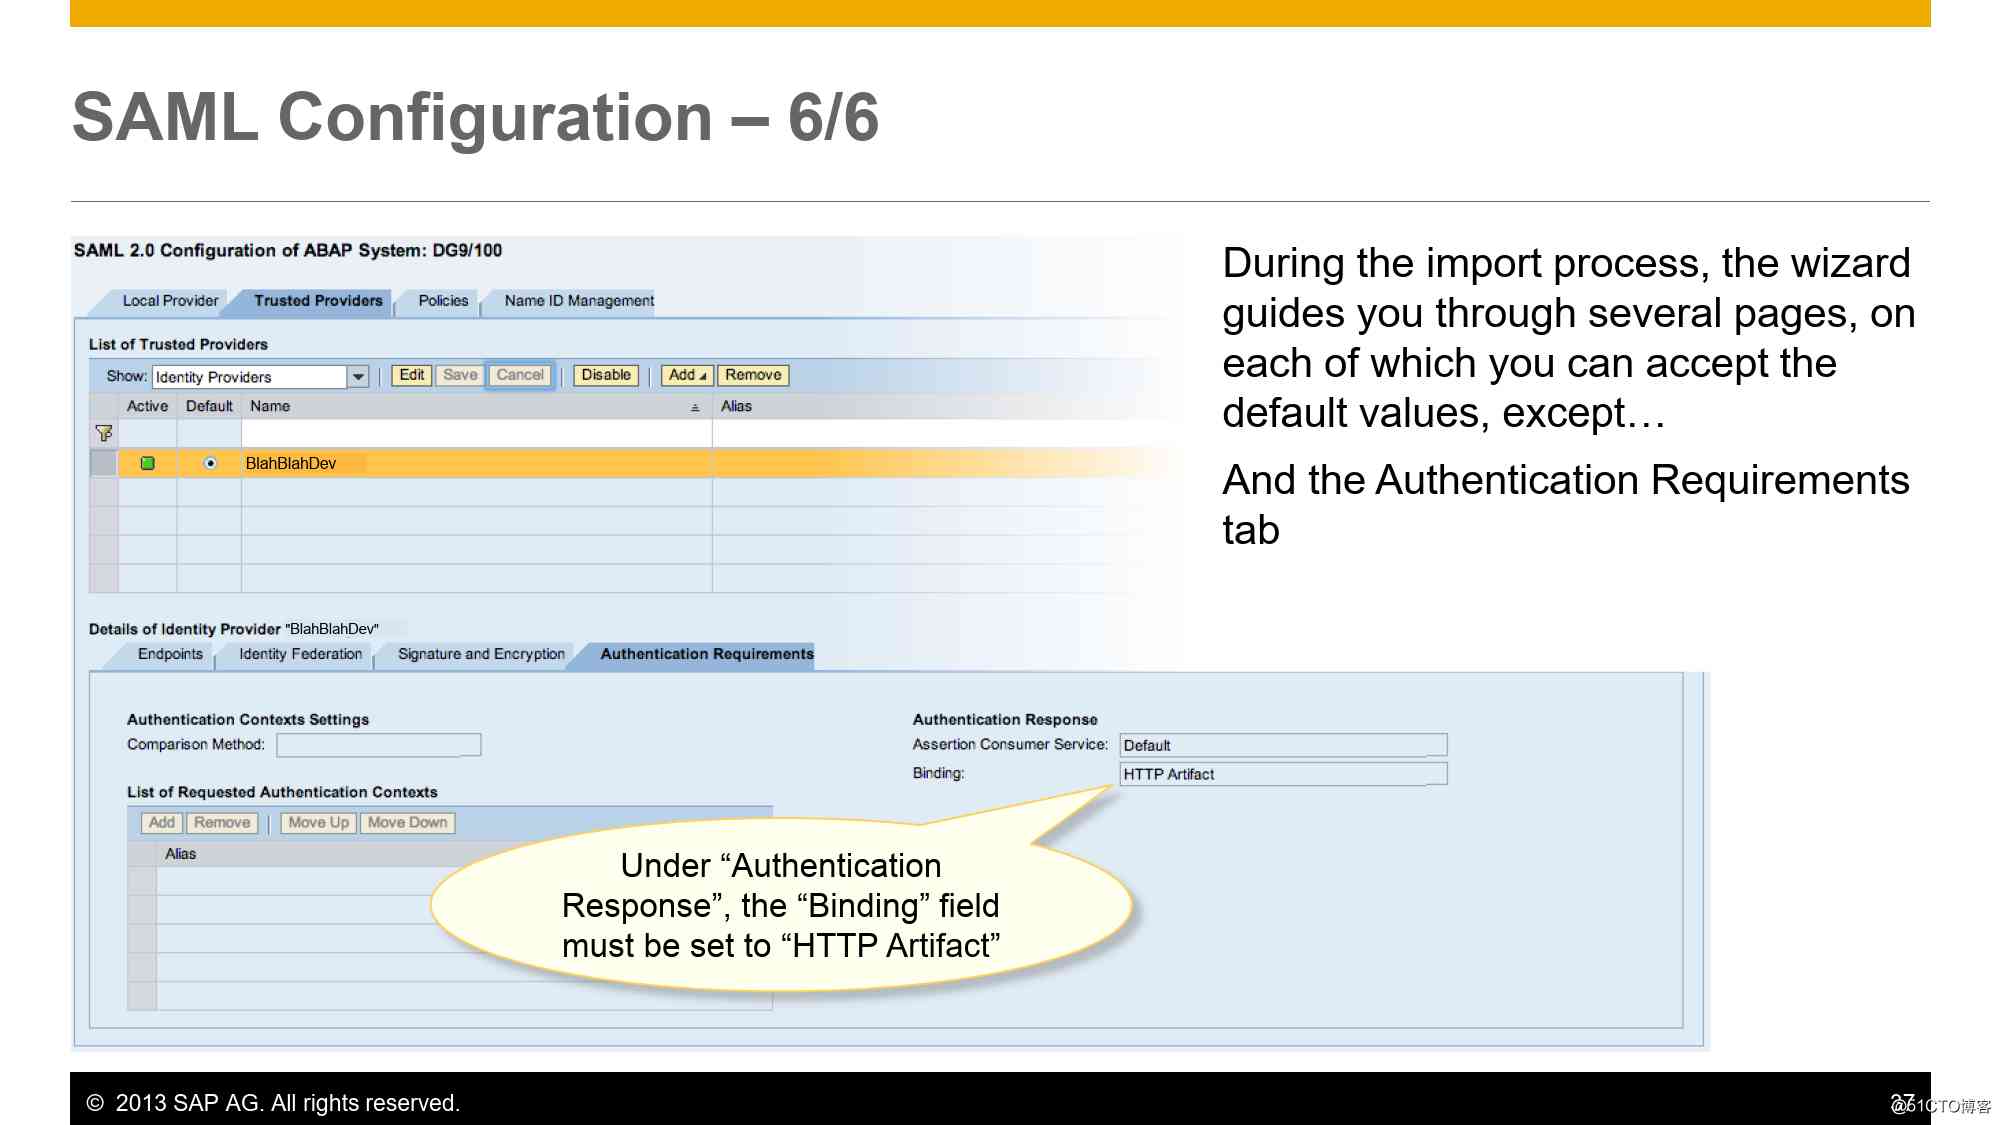 SAML Configuration – 6/6
SAML 2.0 Configuration of ABAP System: DG9/100
Local Provider Trusted Providers Policies Name ID Management
List of Trusted Providers
Show: Identity Providers Edit Save Cancel Disable Add Remove
Active Default Name Alias
BlahBlahDev
Details of Identity Provider "BlahBlahDev"
Endpoints Identity Federation Signature and Encryption Authentication Requirements
Authentication Contexts Settings
Comparison Method:
List of Requested Authentication Contexts
Add Remove Move Up Move Down
Alias
Authentication Response
Assertion Consumer Service: Default
Binding: HTTP Artifact
Under “Authentication
Response”, the “Binding” field
must be set to “HTTP Artifact”
During the import process, the wizard
guides you through several pages, on
each of which you can accept the
default values, except…
And the Authentication Requirements
tab
© 2013 SAP AG. All rights reserved.
37
@51CTO博客